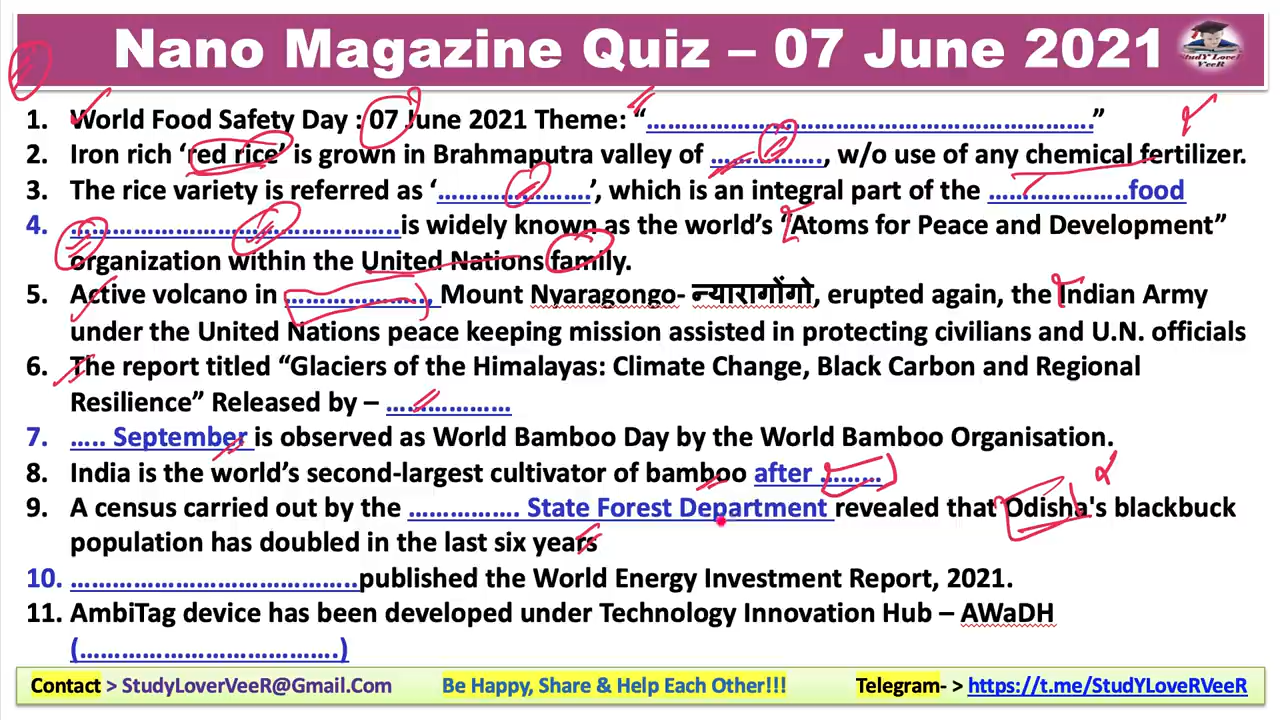 Nano Magazine Quiz – 07 June 2021
StudY LoveR
VeeR
1. World Food Safety Day : 07 June 2021 Theme: “……………………………………………………….”
2. Iron rich ‘red rice’ is grown in Brahmaputra valley of ……………., w/o use of any chemical fertilizer.
3. The rice variety is referred as ‘………………….’, which is an integral part of the ………………..food
4. ………………………………………..is widely known as the world’s “Atoms for Peace and Development”
organization within the United Nations family.
5. Active volcano in …………………., Mount Nyaragongo- न्यारागोंगो, erupted again, the Indian Army
under the United Nations peace keeping mission assisted in protecting civilians and U.N. officials
6. The report titled “Glaciers of the Himalayas: Climate Change, Black Carbon and Regional
Resilience” Released by – ………………
7. ….. September is observed as World Bamboo Day by the World Bamboo Organisation.
8. India is the world’s second-largest cultivator of bamboo after ………
9. A census carried out by the ……………. State Forest Department revealed that Odisha's blackbuck
population has doubled in the last six years
10. …………………………………..published the World Energy Investment Report, 2021.
11. AmbiTag device has been developed under Technology Innovation Hub – AWaDH
(……………………………….)
Contact > StudyLoverVeeR@Gmail.Com Be Happy, Share & Help Each Other!!! Telegram- > https://t.me/StudYLoveRVeeR